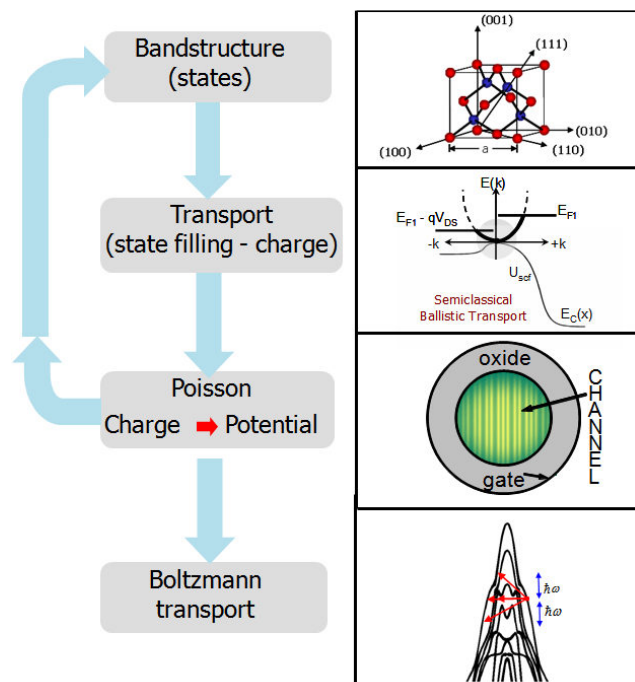 Bandstructure
(states)
Transport
(state filling - charge)
Poisson
Charge Potential
Boltzmann
transport
(001)
(111)
(010)
(100)
a
(110)
E(k)
E_F1 - qV_DS
E_F1
-k
+k
U_scf
Semiclassical
Ballistic Transport
E_C(x)
oxide
CHANNEL
gate
ℏω
ℏω